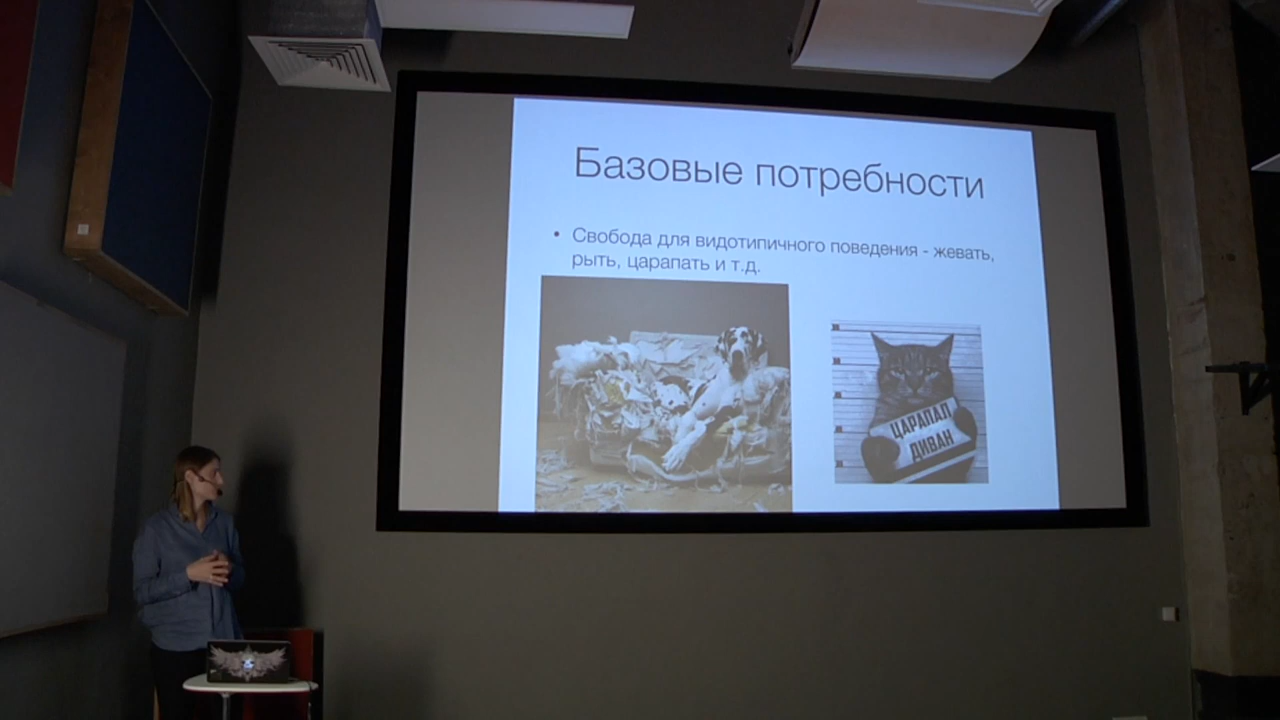 Базовые потребности
• Свобода для видотипичного поведения - жевать,
рыть, царапать и т.д.
ЦАРАПАЛ
ДИВАН